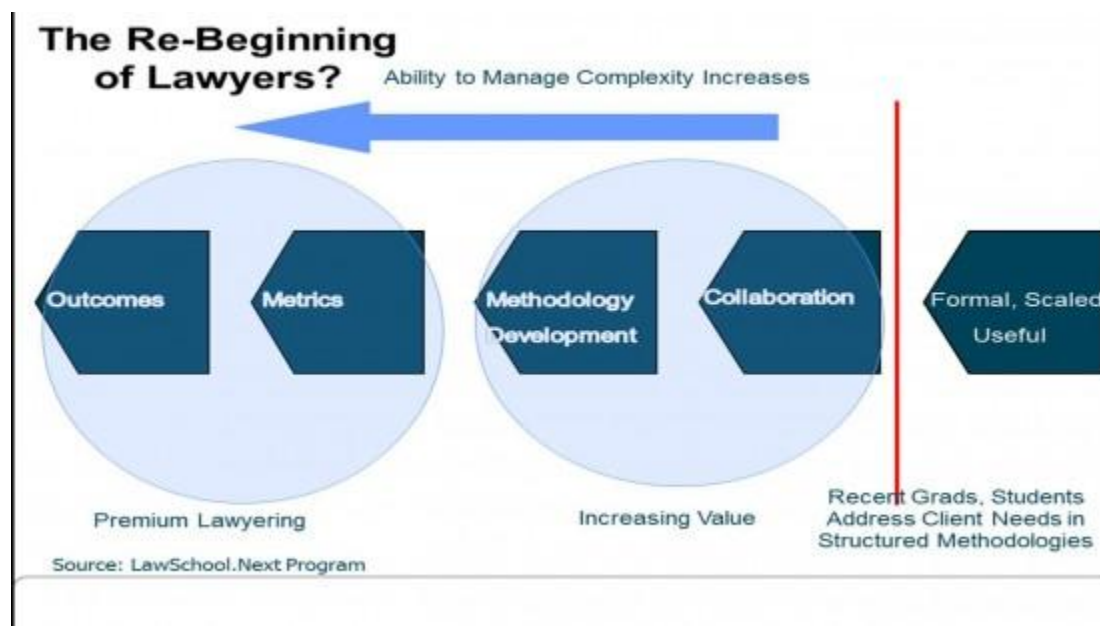 The Re-Beginning
of Lawyers?
Ability to Manage Complexity Increases
Outcomes
Metrics
Methodology
Development
Collaboration
Formal, Scaled
Useful
Premium Lawyering
Increasing Value
Recent Grads, Students
Address Client Needs in
Structured Methodologies
Source: LawSchool.Next Program